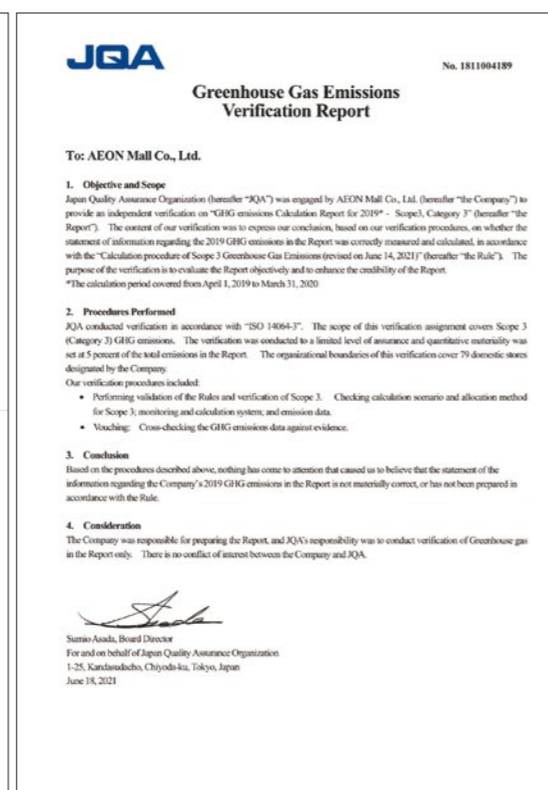 JQA
No. 1811004189
Greenhouse Gas Emissions
Verification Report
To: AEON Mall Co., Ltd.
1. Objective and Scope
Japan Quality Assurance Organization (hereafter “JQA”) was engaged by AEON Mall Co., Ltd. (hereafter “the Company”) to
provide an independent verification on “GHG emissions Calculation Report for 2019* - Scope3, Category 3” (hereafter “the
Report”). The content of our verification was to express our conclusion, based on our verification procedures, on whether the
statement of information regarding the 2019 GHG emissions in the Report was correctly measured and calculated, in accordance
with the “Calculation procedure of Scope 3 Greenhouse Gas Emissions (revised on June 14, 2021)” (hereafter “the Rule”). The
purpose of the verification is to evaluate the Report objectively and to enhance the credibility of the Report.
*The calculation period covered from April 1, 2019 to March 31, 2020
2. Procedures Performed
JQA conducted verification in accordance with “ISO 14064-3”. The scope of this verification assignment covers Scope 3
(Category 3) GHG emissions. The verification was conducted to a limited level of assurance and quantitative materiality was
set at 5 percent of the total emissions in the Report. The organizational boundaries of this verification cover 79 domestic stores
designated by the Company.
Our verification procedures included:
• Performing validation of the Rules and verification of Scope 3. Checking calculation scenario and allocation method
for Scope 3; monitoring and calculation system; and emission data.
• Vouching: Cross-checking the GHG emissions data against evidence.
3. Conclusion
Based on the procedures described above, nothing has come to attention that caused us to believe that the statement of the
information regarding the Company's 2019 GHG emissions in the Report is not materially correct, or has not been prepared in
accordance with the Rule.
4. Consideration
The Company was responsible for preparing the Report, and JQA's responsibility was to conduct verification of Greenhouse gas
in the Report only. There is no conflict of interest between the Company and JQA.
Sumio Asada, Board Director
For and on behalf of Japan Quality Assurance Organization
1-25, Kandasudacho, Chiyoda-ku, Tokyo, Japan
June 18, 2021